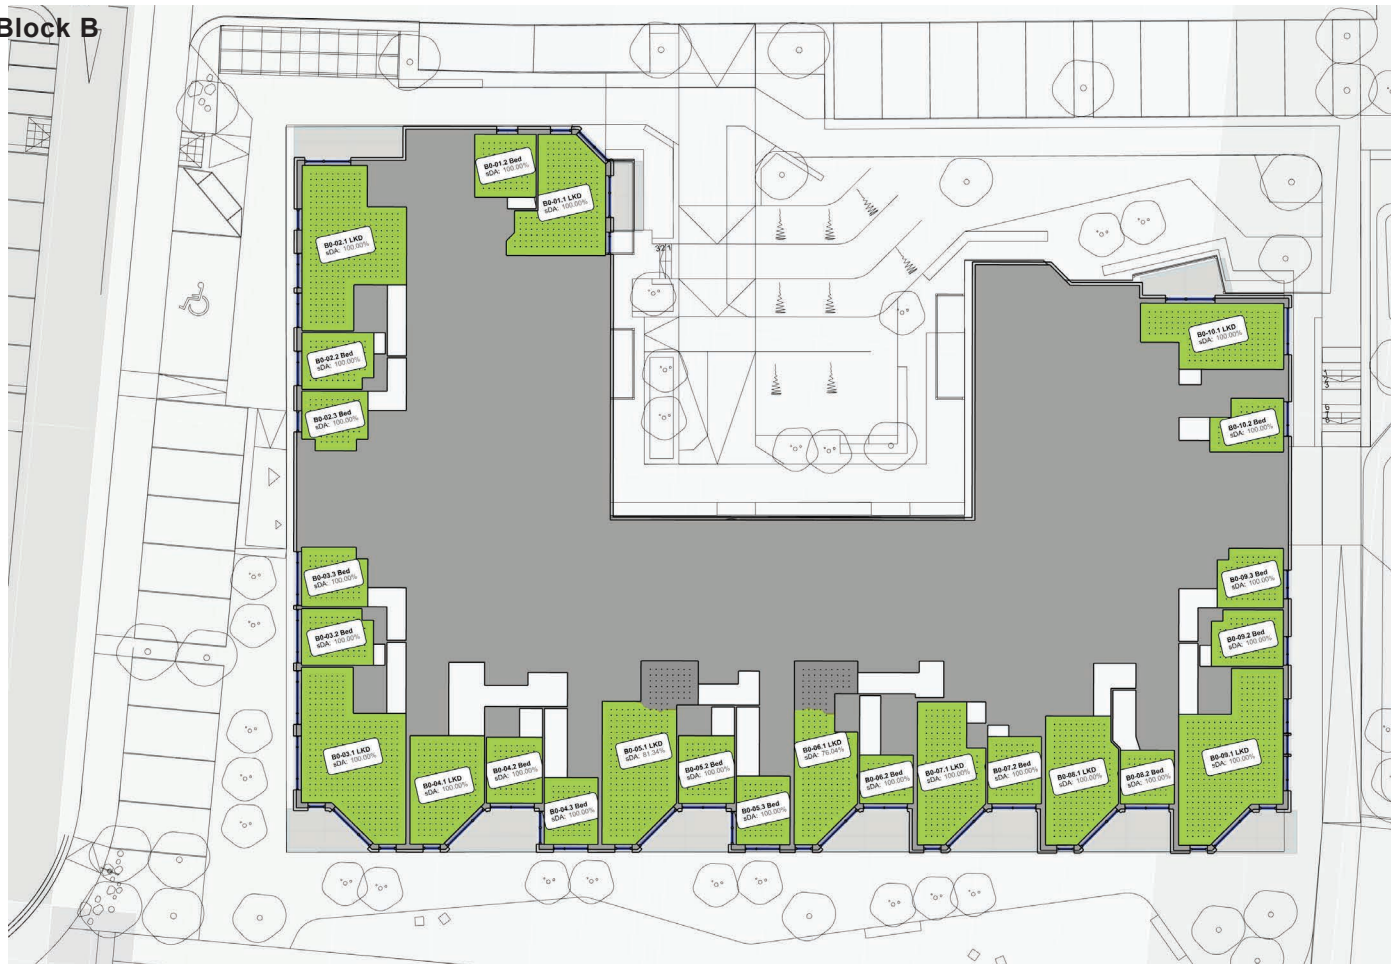 Block B
B0-01.2 Bed
sDA: 100.00%
B0-01.1 LKD
sDA: 100.00%
B0-02.1 LKD
sDA: 100.00%
321
B0-10.1 LKD
sDA: 100.00%
B0-02.2 Bed
sDA: 100.00%
1
2
3
B0-02.3 Bed
sDA: 100.00%
B0-10.2 Bed
sDA: 100.00%
6
7
8
B0-03.3 Bed
sDA: 100.00%
B0-09.3 Bed
sDA: 100.00%
B0-03.2 Bed
sDA: 100.00%
B0-09.2 Bed
sDA: 100.00%
B0-03.1 LKD
sDA: 100.00%
B0-04.1 LKD
sDA: 100.00%
B0-04.2 Bed
sDA: 100.00%
B0-04.3 Bed
sDA: 100.00%
B0-05.1 LKD
sDA: 81.34%
B0-05.2 Bed
sDA: 100.00%
B0-05.3 Bed
sDA: 100.00%
B0-06.1 LKD
sDA: 76.04%
B0-06.2 Bed
sDA: 100.00%
B0-07.1 LKD
sDA: 100.00%
B0-07.2 Bed
sDA: 100.00%
B0-08.1 LKD
sDA: 100.00%
B0-08.2 Bed
sDA: 100.00%
B0-09.1 LKD
sDA: 100.00%